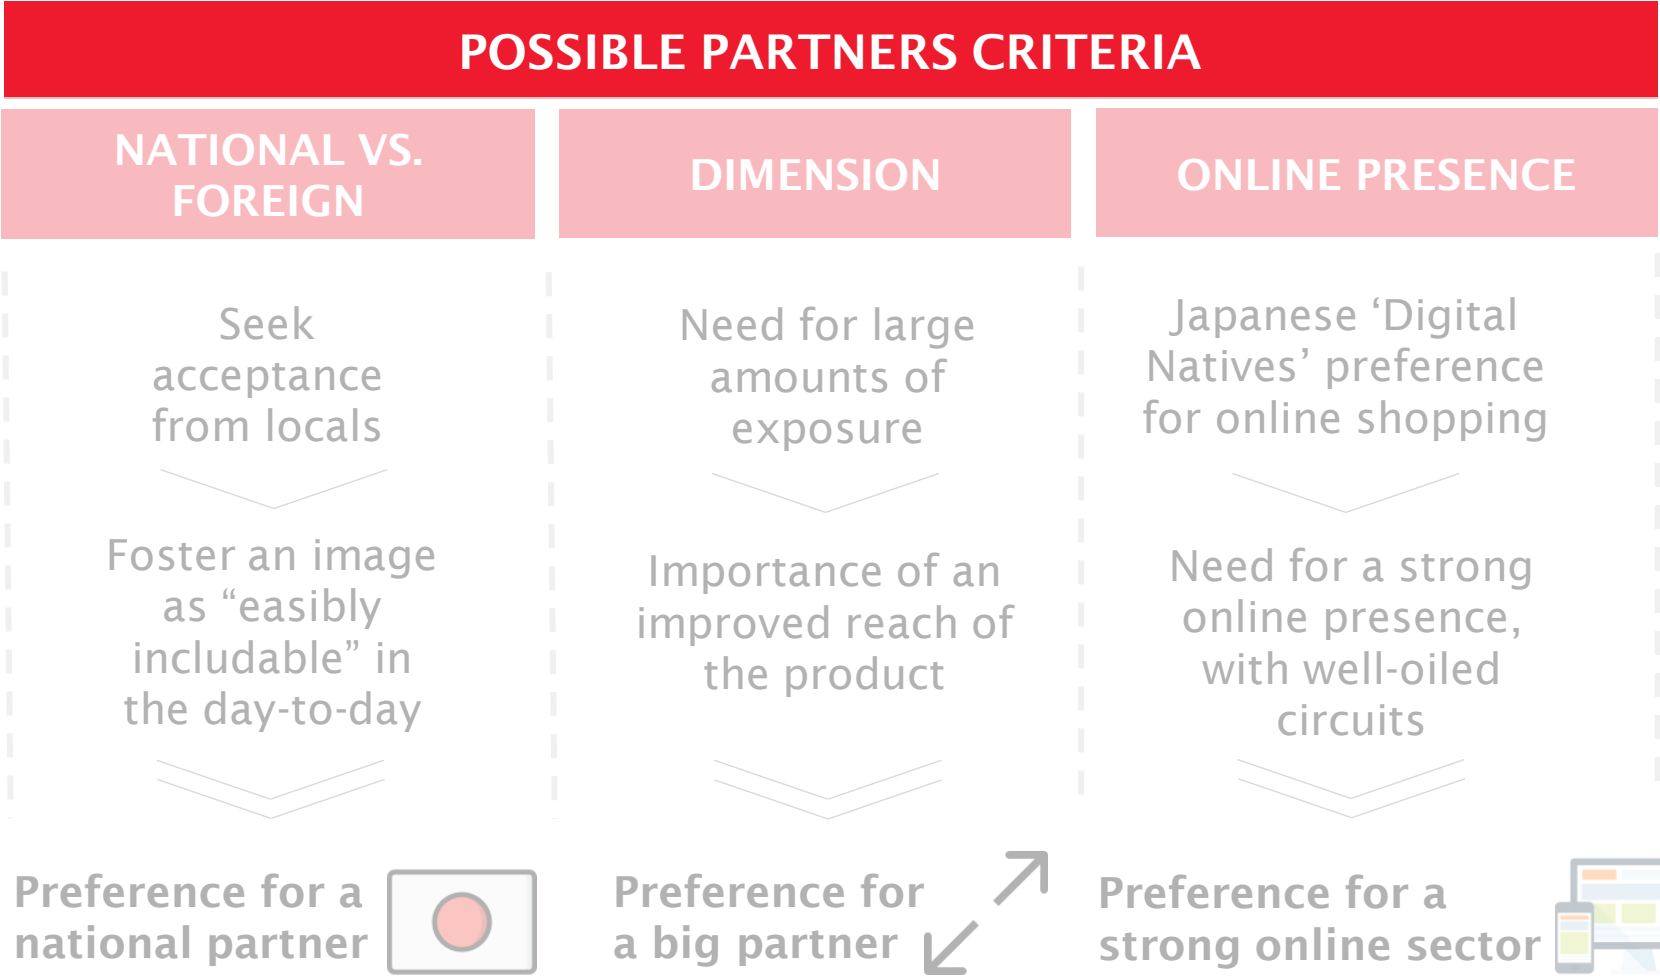 POSSIBLE PARTNERS CRITERIA
NATIONAL VS.
FOREIGN
Seek
acceptance
from locals
Foster an image
as “easibly
includable” in
the day-to-day
Preference for a
national partner
DIMENSION
Need for large
amounts of
exposure
Importance of an
improved reach of
the product
Preference for
a big partner
ONLINE PRESENCE
Japanese ‘Digital
Natives’ preference
for online shopping
Need for a strong
online presence,
with well-oiled
circuits
Preference for a
strong online sector